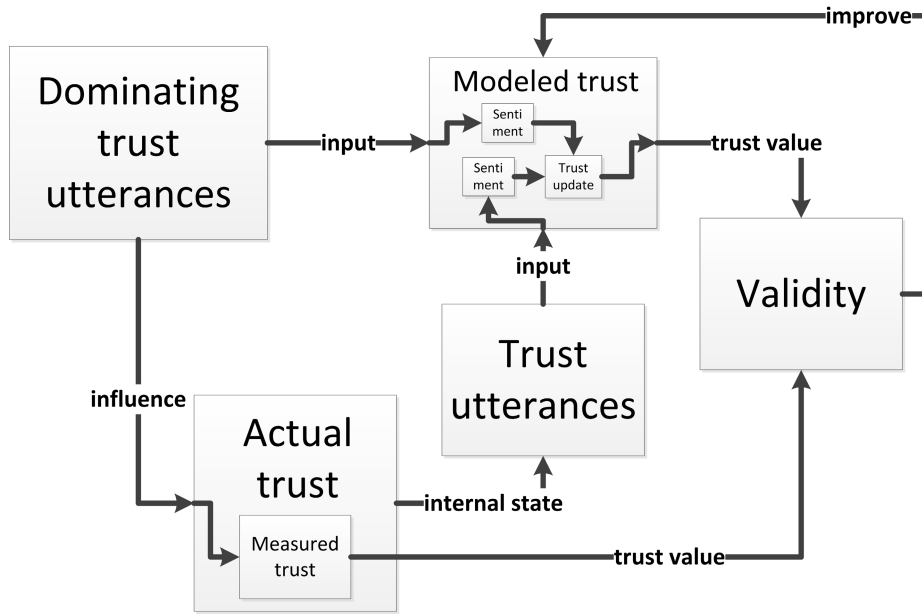 improve
Dominating
trust
utterances
Modeled trust
Senti
ment
input
trust value
Senti
ment
Trust
update
input
Validity
Trust
utterances
influence
Actual
trust
internal state
Measured
trust
trust value